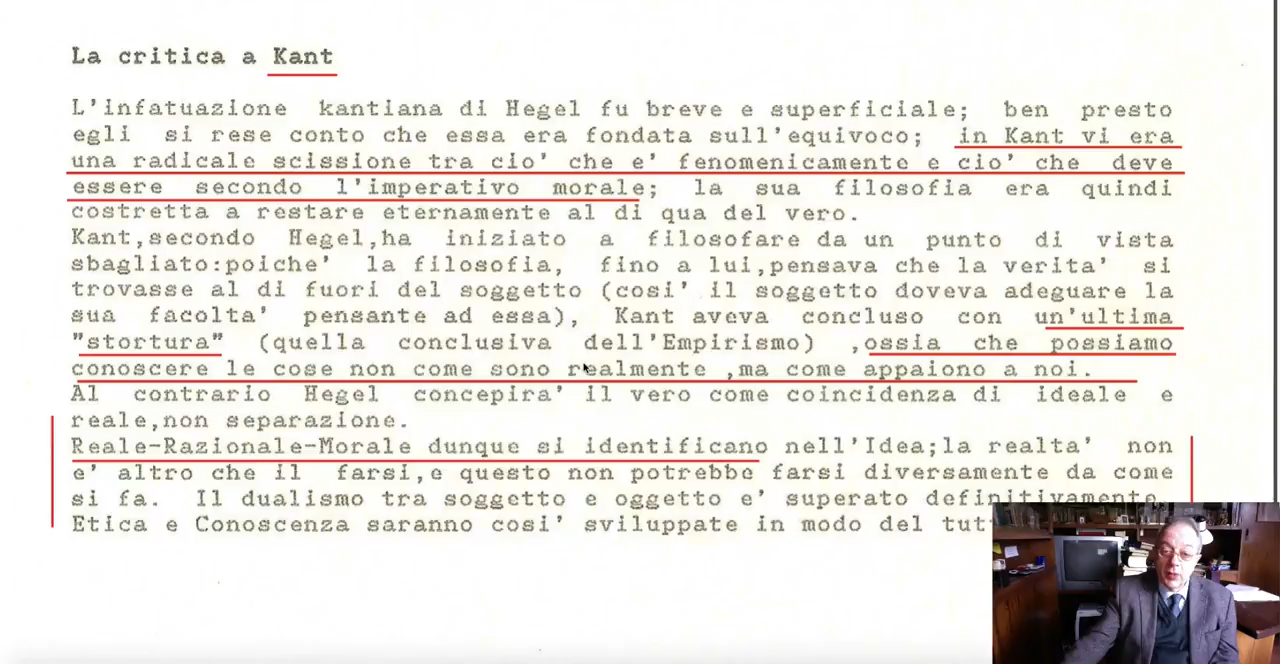 La critica a Kant
L'infatuazione kantiana di Hegel fu breve e superficiale; ben presto
egli si rese conto che essa era fondata sull'equivoco; in Kant vi era
una radicale scissione tra cio' che e' fenomenicamente e cio' che deve
essere secondo l'imperativo morale; la sua filosofia era quindi
costretta a restare eternamente al di qua del vero.
Kant,secondo Hegel,ha iniziato a filosofare da un punto di vista
sbagliato:poiche' la filosofia, fino a lui,pensava che la verita' si
trovasse al di fuori del soggetto (cosi' il soggetto doveva adeguare la
sua facolta' pensante ad essa), Kant aveva concluso con un'ultima
"stortura" (quella conclusiva dell'Empirismo) ,ossia che possiamo
conoscere le cose non come sono realmente ,ma come appaiono a noi.
Al contrario Hegel concepira' il vero come coincidenza di ideale e
reale,non separazione.
Reale-Razionale-Morale dunque si identificano nell'Idea;la realta' non
e' altro che il farsi,e questo non potrebbe farsi diversamente da come
si fa. Il dualismo tra soggetto e oggetto e' superato definitivamente.
Etica e Conoscenza saranno cosi' sviluppate in modo del